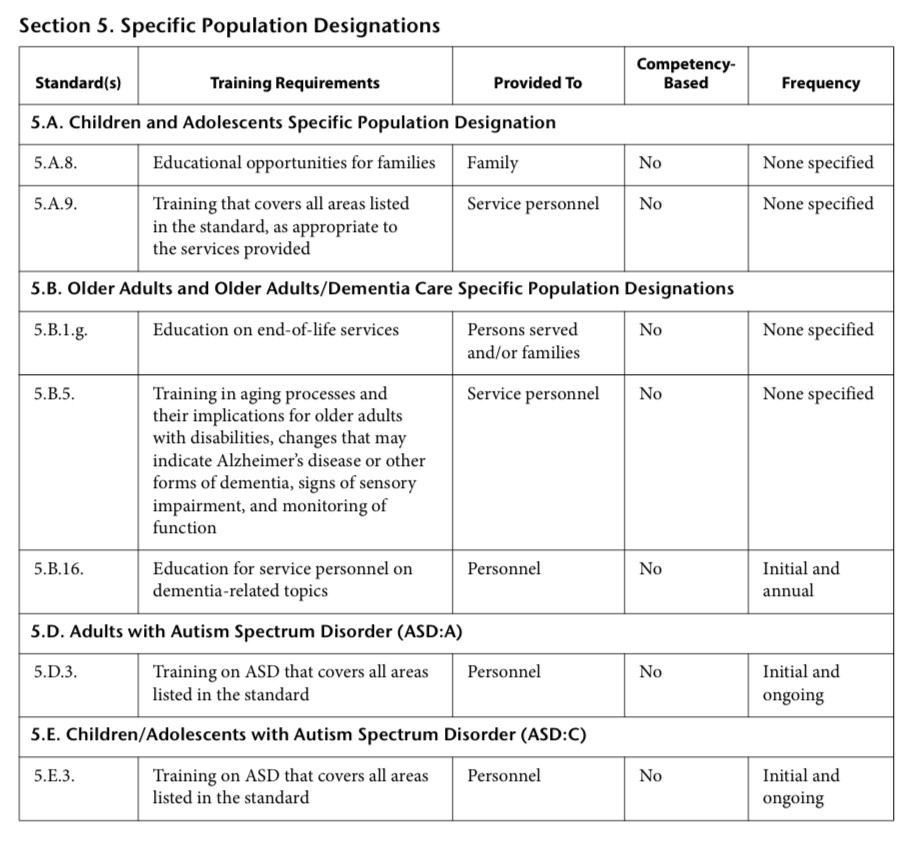 Section 5. Specific Population Designations
Standard(s) Training Requirements Provided To Competency-Based Frequency
5.A. Children and Adolescents Specific Population Designation
5.A.8. Educational opportunities for families Family No None specified
5.A.9. Training that covers all areas listed Service personnel No None specified
in the standard, as appropriate to
the services provided
5.B. Older Adults and Older Adults/Dementia Care Specific Population Designations
5.B.1.g. Education on end-of-life services Persons served No None specified
and/or families
5.B.5. Training in aging processes and Service personnel No None specified
their implications for older adults
with disabilities, changes that may
indicate Alzheimer’s disease or other
forms of dementia, signs of sensory
impairment, and monitoring of
function
5.B.16. Education for service personnel on Personnel No Initial and
dementia-related topics annual
5.D. Adults with Autism Spectrum Disorder (ASD:A)
5.D.3. Training on ASD that covers all areas Personnel No Initial and
listed in the standard ongoing
5.E. Children/Adolescents with Autism Spectrum Disorder (ASD:C)
5.E.3. Training on ASD that covers all areas Personnel No Initial and
listed in the standard ongoing